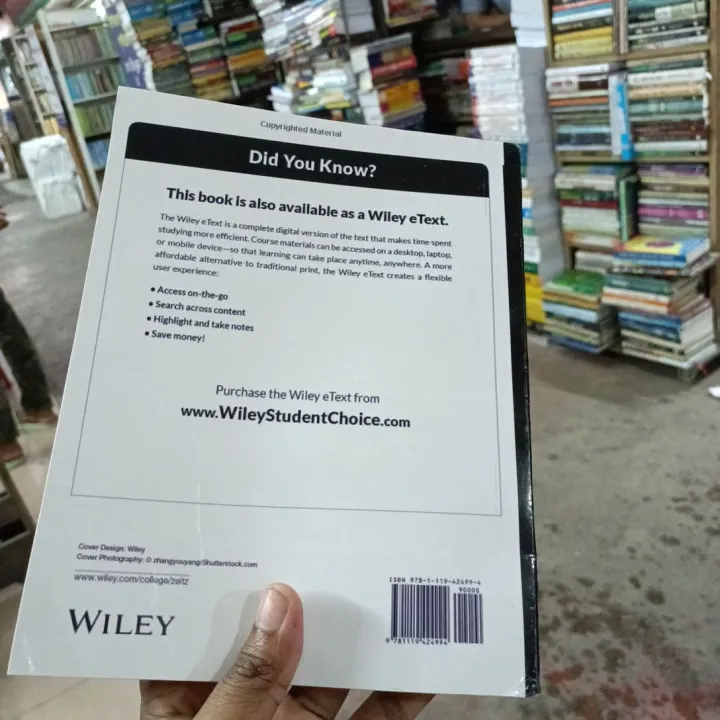 Copyrighted Material
Did You Know?
This book is also available as a Wiley eText.
The Wiley eText is a complete digital version of the text that makes time spent
studying more efficient. Course materials can be accessed on a desktop, laptop,
or mobile device—so that learning can take place anytime, anywhere. A more
affordable alternative to traditional print, the Wiley eText creates a flexible
user experience:
• Access on-the-go
• Search across content
• Highlight and take notes
• Save money!
Purchase the Wiley eText from
www.WileyStudentChoice.com
Cover Design: Wiley
Cover Photography: © zhangyouyang/Shutterstock.com
www.wiley.com/college/zeitz
WILEY
ISBN 978-1-119-42499-4
90000
9 781119 424994